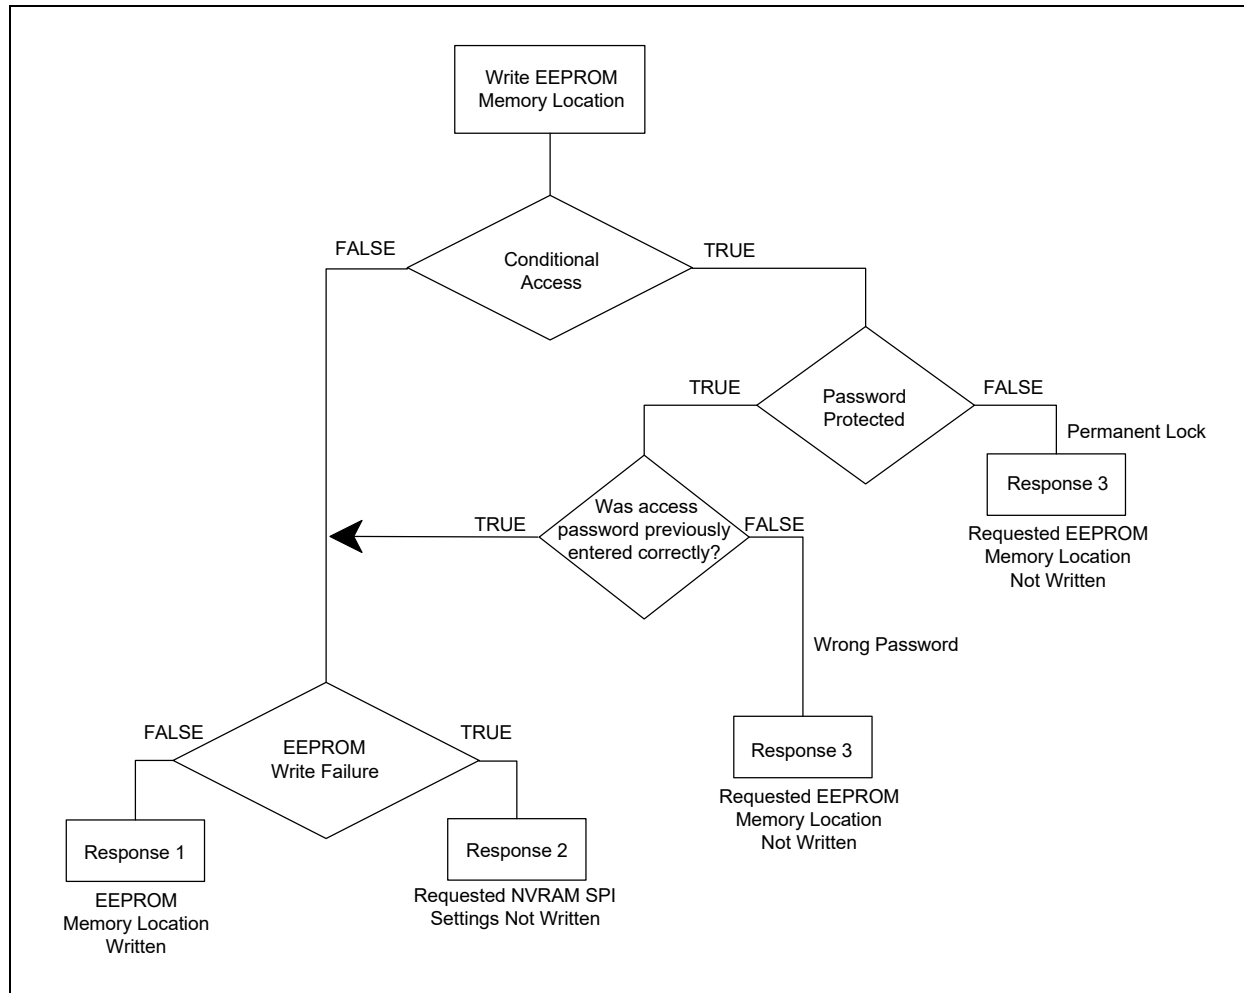 Write EEPROM
Memory Location
FALSE
TRUE
Conditional
Access
TRUE
FALSE
Password
Protected
Permanent Lock
Response 3
Requested EEPROM
Memory Location
Not Written
TRUE
FALSE
Was access
password previously
entered correctly?
Wrong Password
Response 3
Requested EEPROM
Memory Location
Not Written
FALSE
TRUE
EEPROM
Write Failure
Response 1
EEPROM
Memory Location
Written
Response 2
Requested NVRAM SPI
Settings Not Written